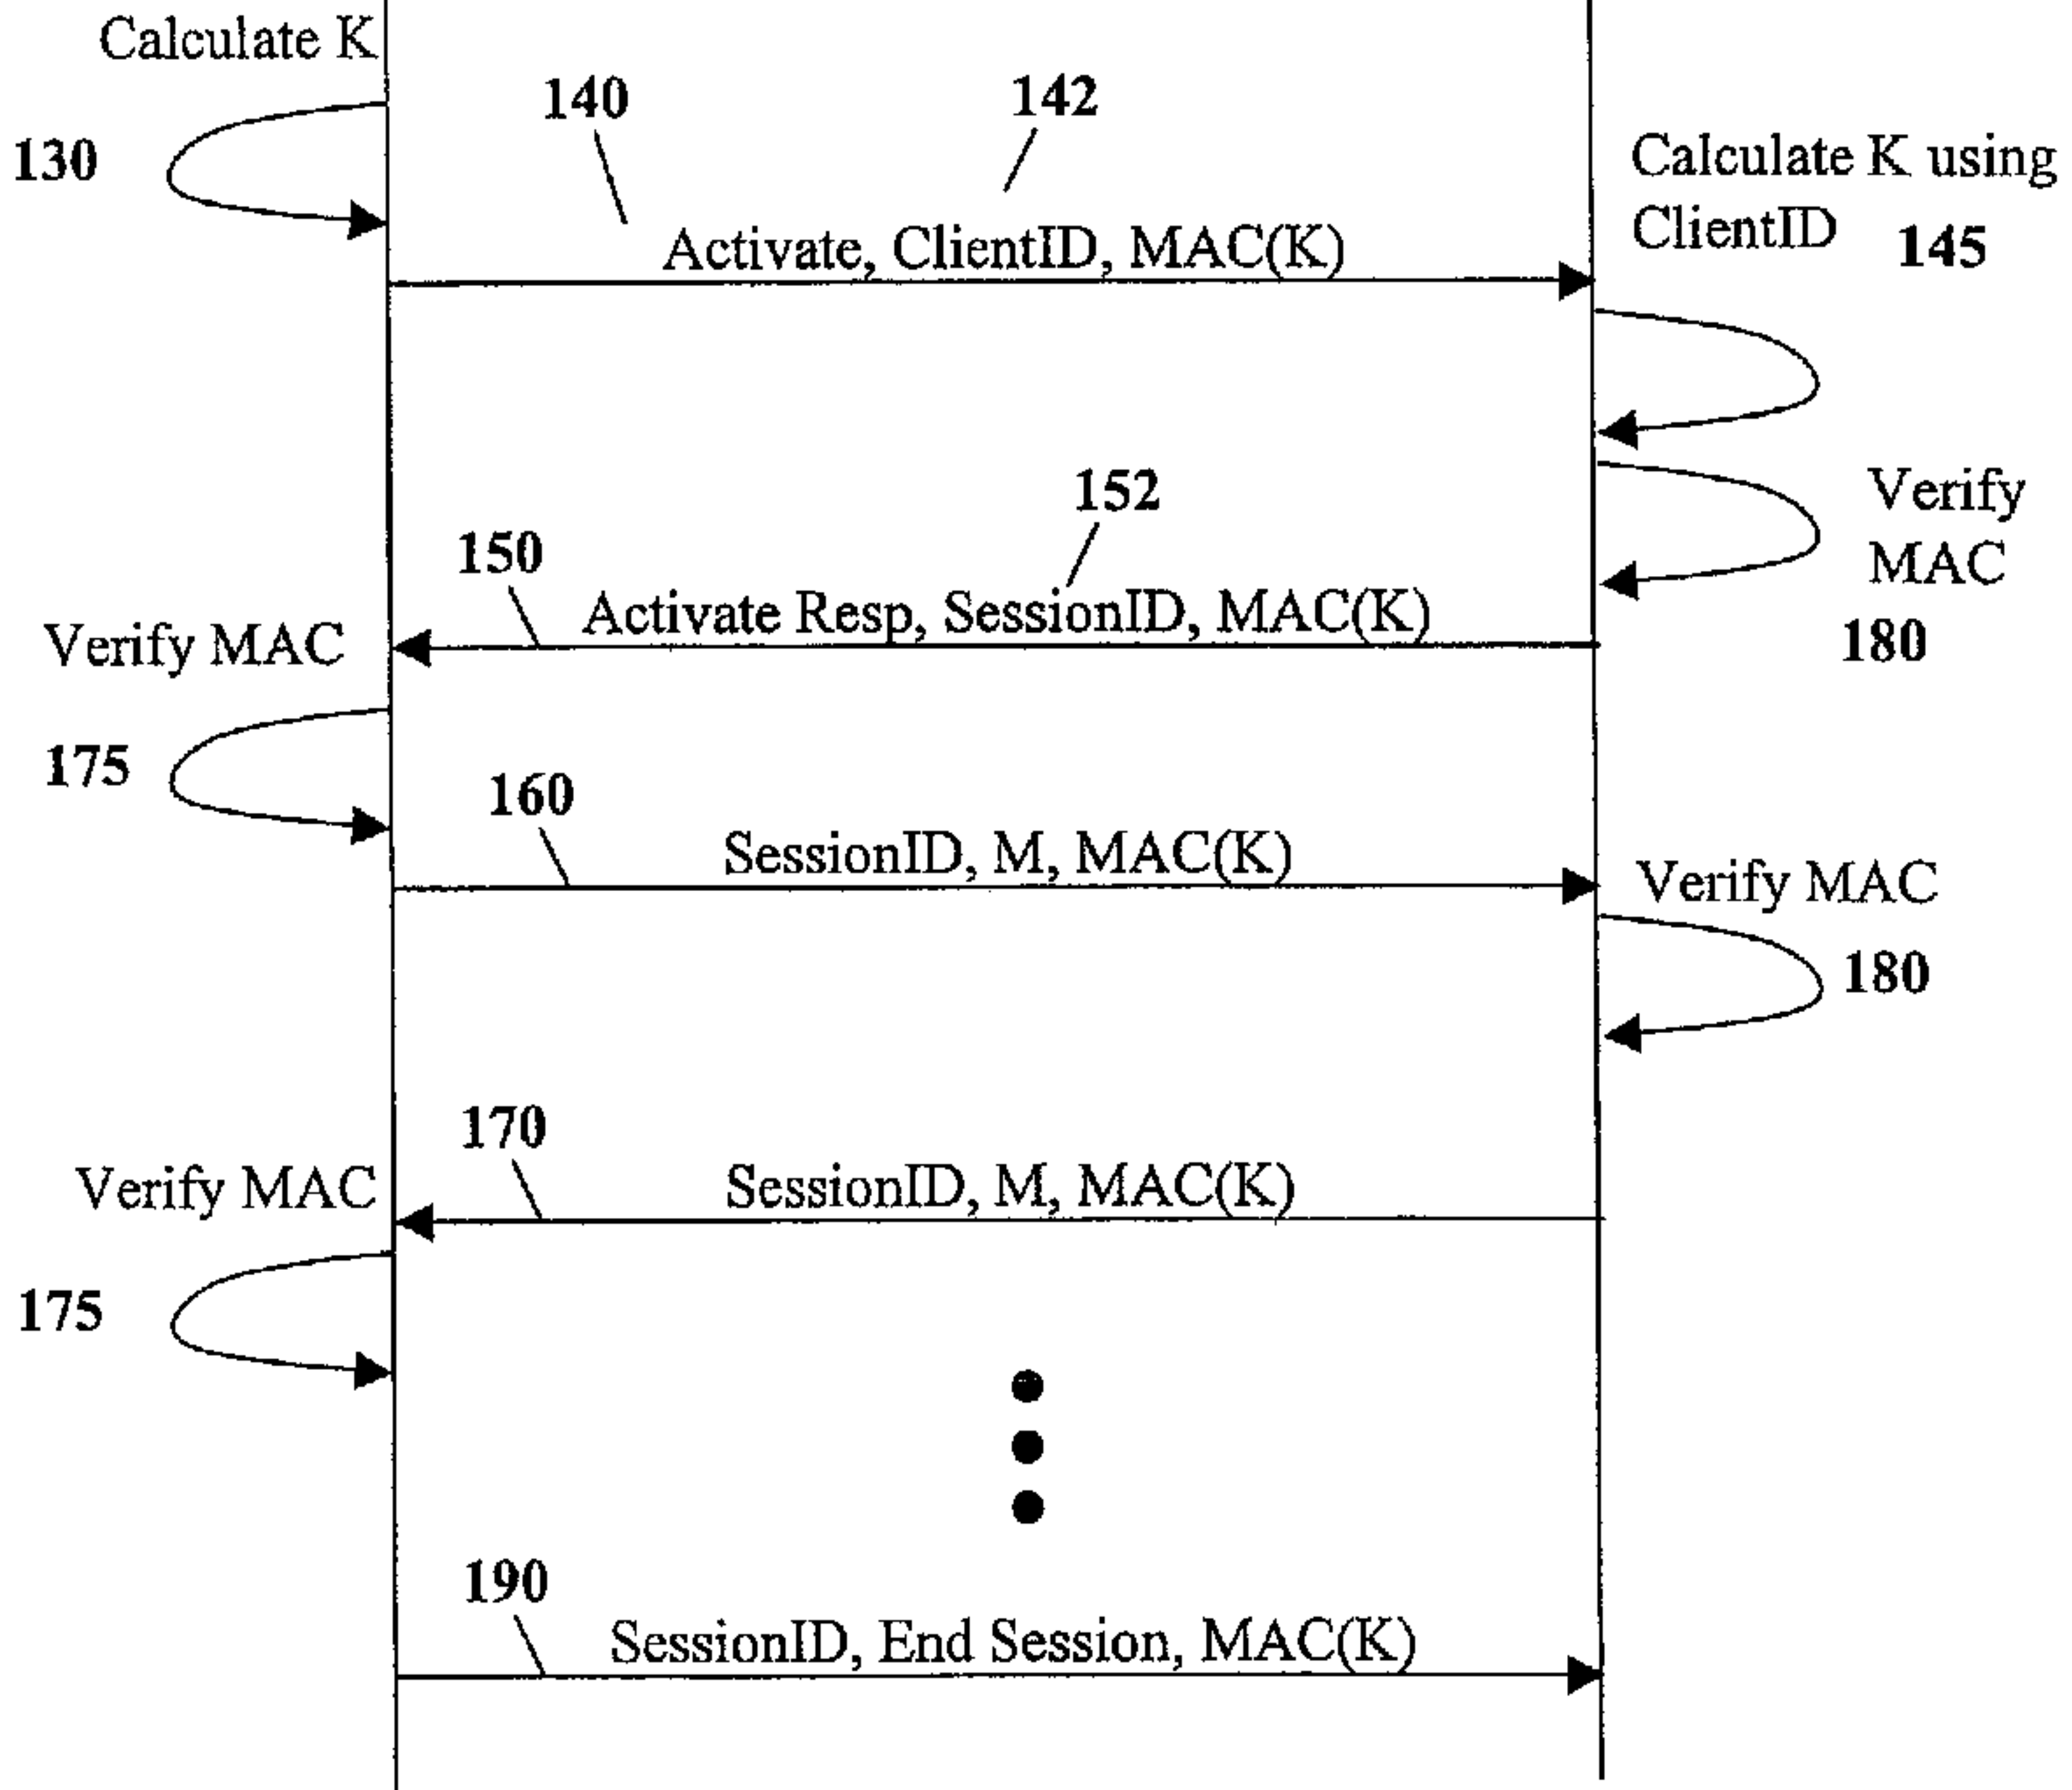 Calculate K
130
140
142
Activate, ClientID, MAC(K)
Calculate K using
ClientID 145
Verify
MAC
180
152
150
Activate Resp, SessionID, MAC(K)
Verify MAC
175
160
SessionID, M, MAC(K)
Verify MAC
180
170
SessionID, M, MAC(K)
Verify MAC
175
190
SessionID, End Session, MAC(K)